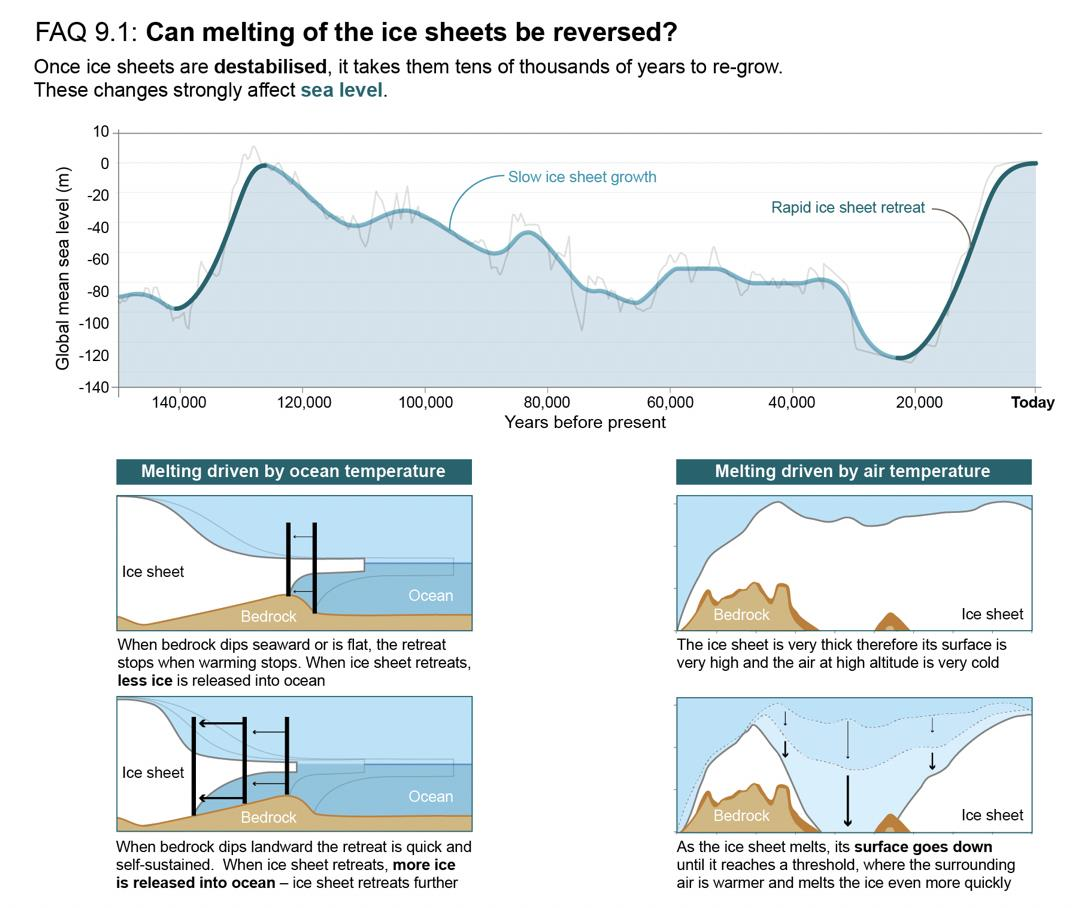 FAQ 9.1: Can melting of the ice sheets be reversed?
Once ice sheets are destabilised, it takes them tens of thousands of years to re-grow.
These changes strongly affect sea level.
Global mean sea level (m)
10
0
-20
-40
-60
-80
-100
-120
-140
Slow ice sheet growth
Rapid ice sheet retreat
140,000
120,000
100,000
80,000
60,000
40,000
20,000
Today
Years before present
Melting driven by ocean temperature
Ice sheet
Ocean
Bedrock
When bedrock dips seaward or is flat, the retreat
stops when warming stops. When ice sheet retreats,
less ice is released into ocean
Ice sheet
Ocean
Bedrock
When bedrock dips landward the retreat is quick and
self-sustained. When ice sheet retreats, more ice
is released into ocean – ice sheet retreats further
Melting driven by air temperature
Bedrock
Ice sheet
The ice sheet is very thick therefore its surface is
very high and the air at high altitude is very cold
Bedrock
Ice sheet
As the ice sheet melts, its surface goes down
until it reaches a threshold, where the surrounding
air is warmer and melts the ice even more quickly